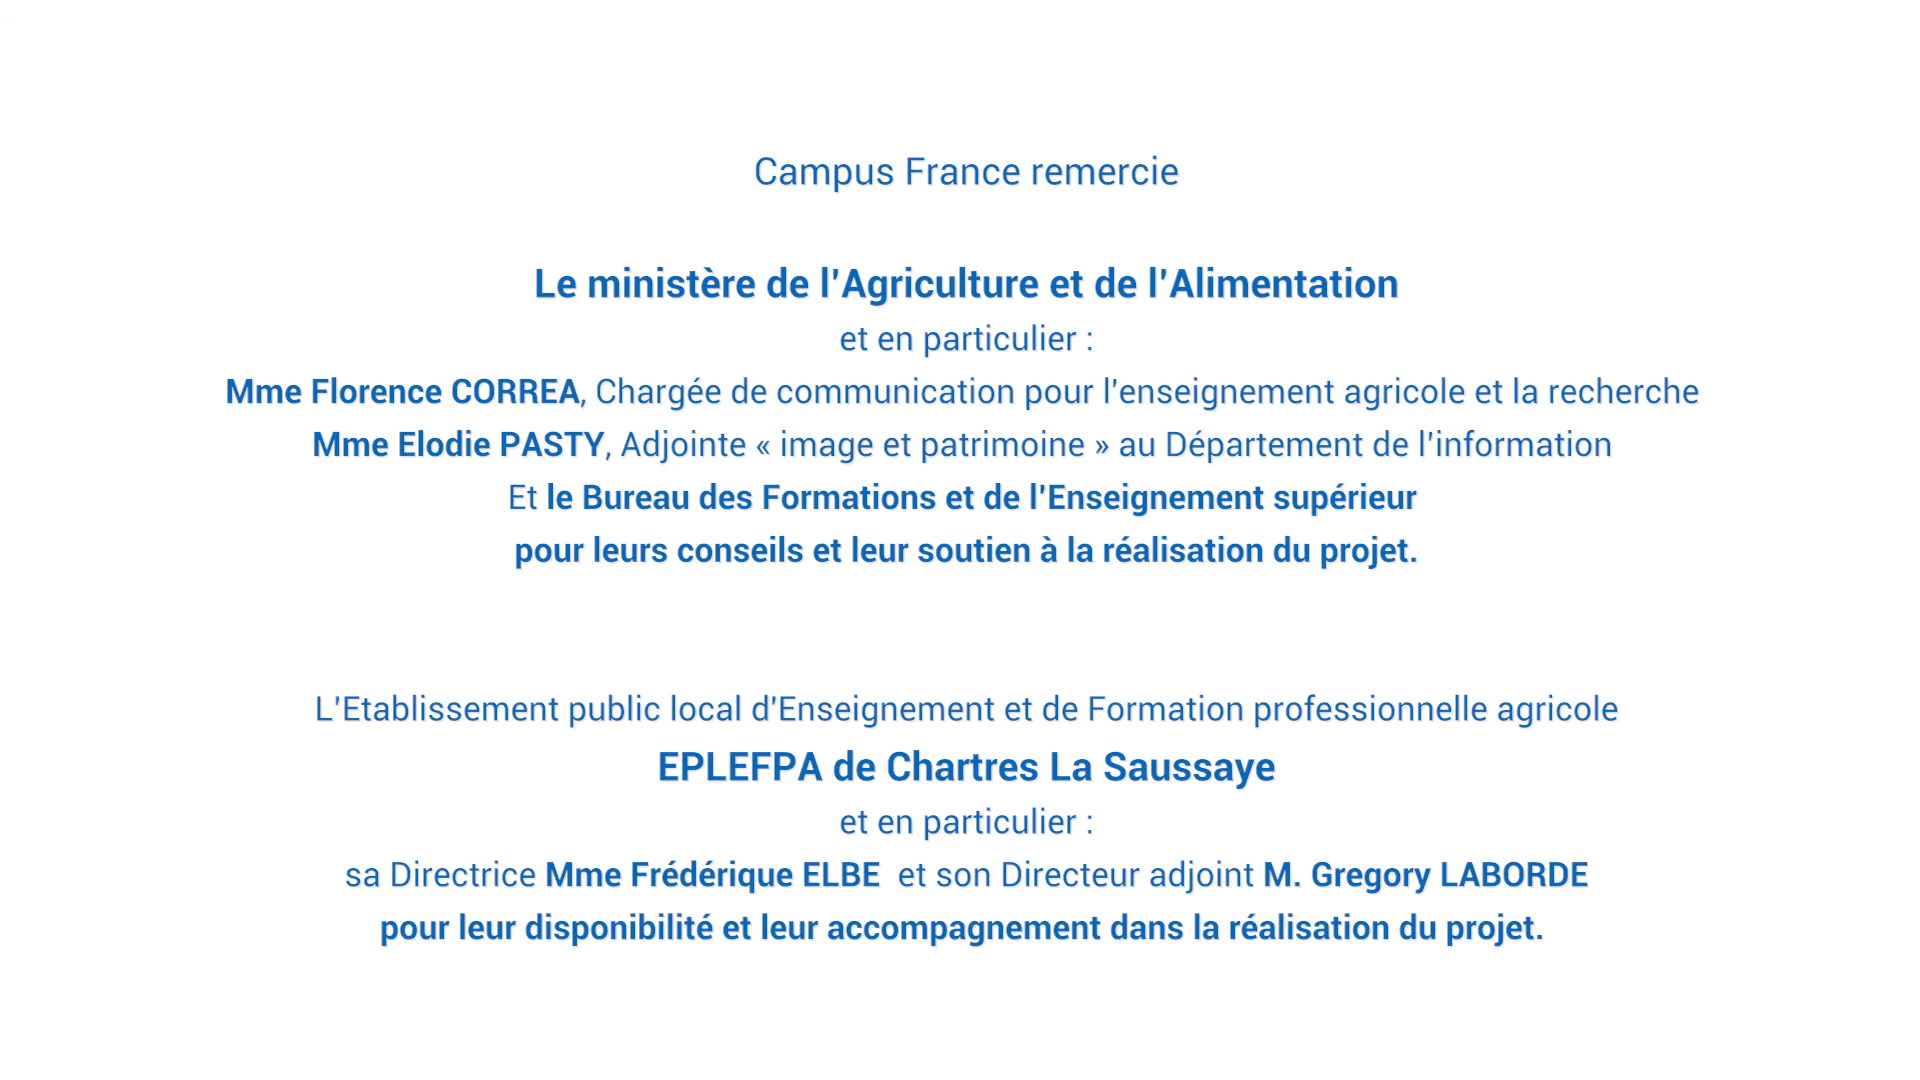 Campus France remercie
Le ministère de l'Agriculture et de l'Alimentation
et en particulier :
Mme Florence CORREA, Chargée de communication pour l'enseignement agricole et la recherche
Mme Elodie PASTY, Adjointe « image et patrimoine » au Département de l'information
Et le Bureau des Formations et de l'Enseignement supérieur
pour leurs conseils et leur soutien à la réalisation du projet.
L'Etablissement public local d'Enseignement et de Formation professionnelle agricole
EPLEFPA de Chartres La Saussaye
et en particulier :
sa Directrice Mme Frédérique ELBE et son Directeur adjoint M. Gregory LABORDE
pour leur disponibilité et leur accompagnement dans la réalisation du projet.